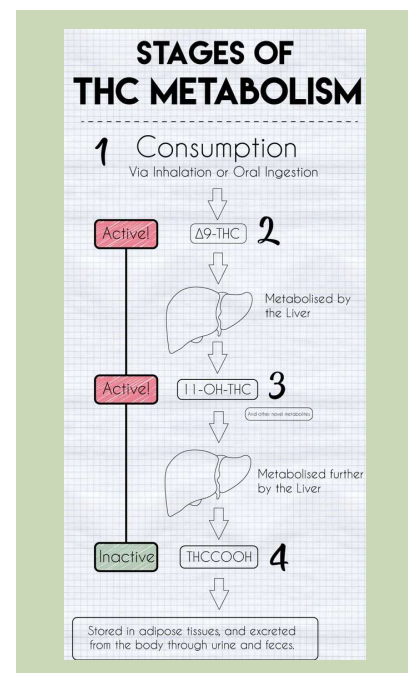 STAGES OF
THC METABOLISM
1 Consumption
Via Inhalation or Oral Ingestion
Active! Δ9-THC 2
Metabolised by
the Liver
Active! 11-OH-THC 3
And other novel metabolites
Metabolised further
by the Liver
Inactive THCCOOH 4
Stored in adipose tissues, and excreted
from the body through urine and feces.